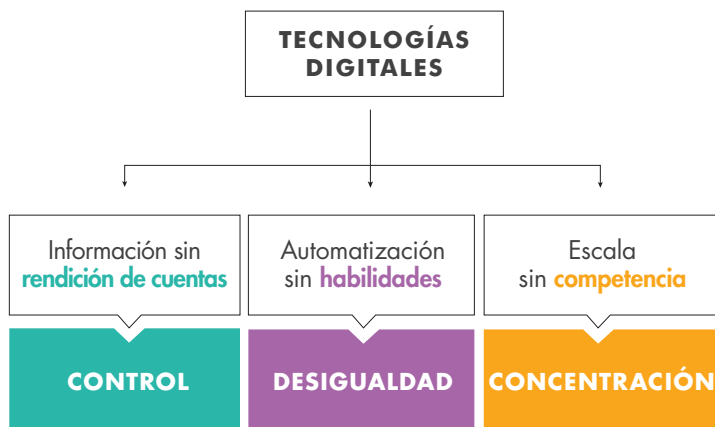 TECNOLOGÍAS
DIGITALES
Información sin
rendición de cuentas
Automatización
sin habilidades
Escala
sin competencia
CONTROL
DESIGUALDAD
CONCENTRACIÓN